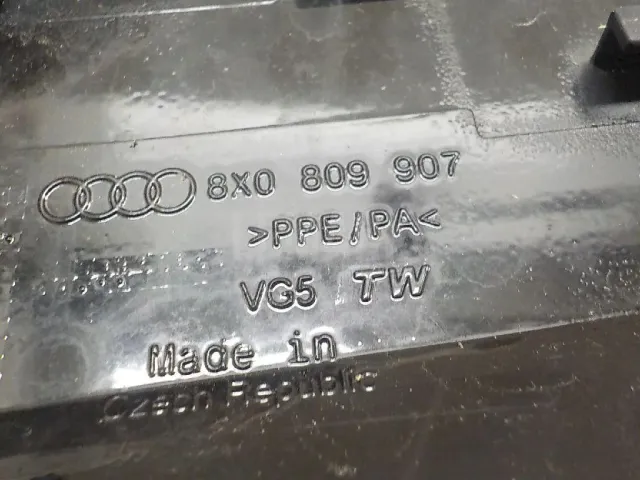 8X0 809 907
>PPE/PA<
VG5 TW
Made in
Czech Republic